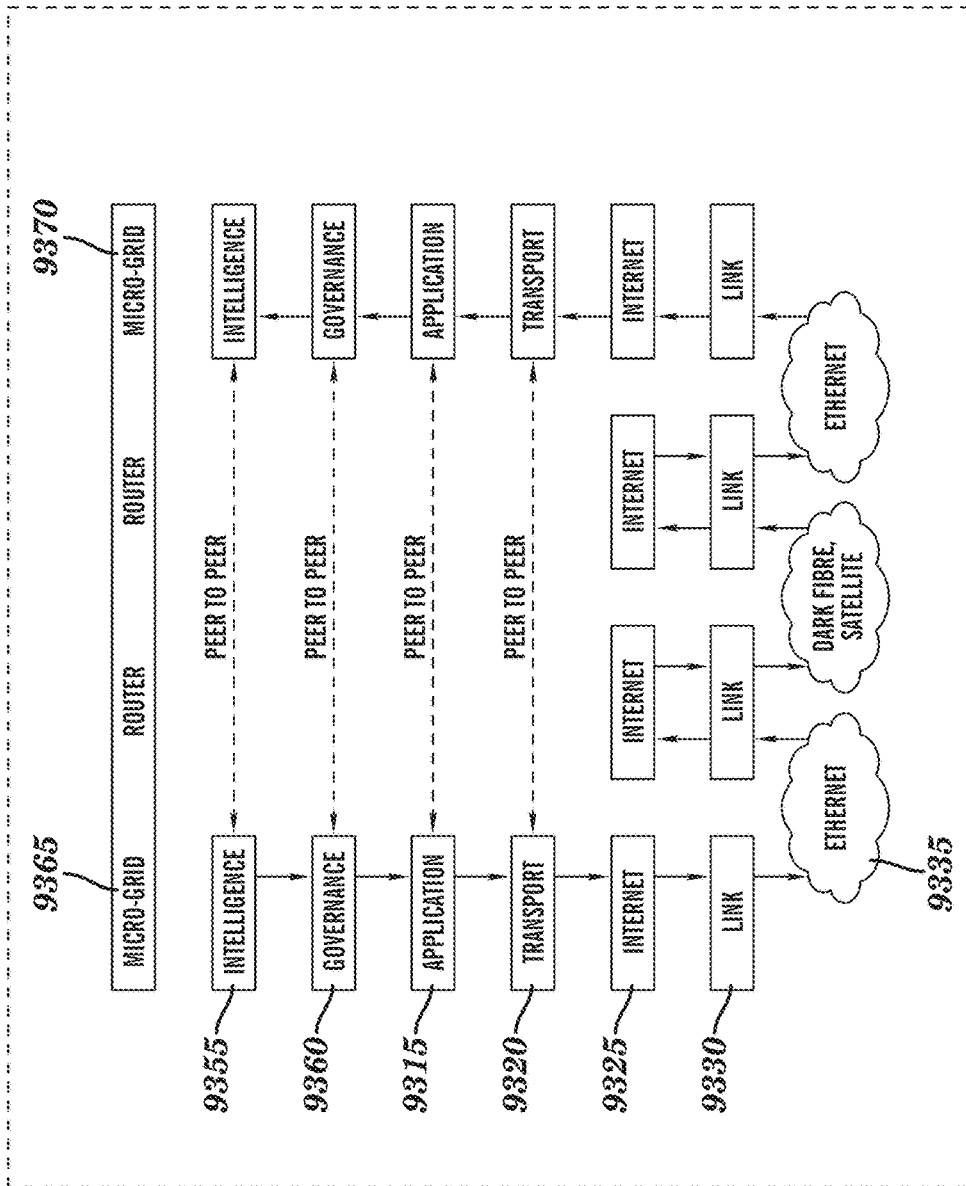 9365
9370
MICRO-GRID
ROUTER
ROUTER
MICRO-GRID
9355
INTELLIGENCE
PEER TO PEER
INTELLIGENCE
9360
GOVERNANCE
PEER TO PEER
GOVERNANCE
9315
APPLICATION
PEER TO PEER
APPLICATION
9320
TRANSPORT
PEER TO PEER
TRANSPORT
9325
INTERNET
INTERNET
INTERNET
INTERNET
9330
LINK
LINK
LINK
LINK
ETHERNET
DARK FIBRE,
SATELLITE
ETHERNET
9335